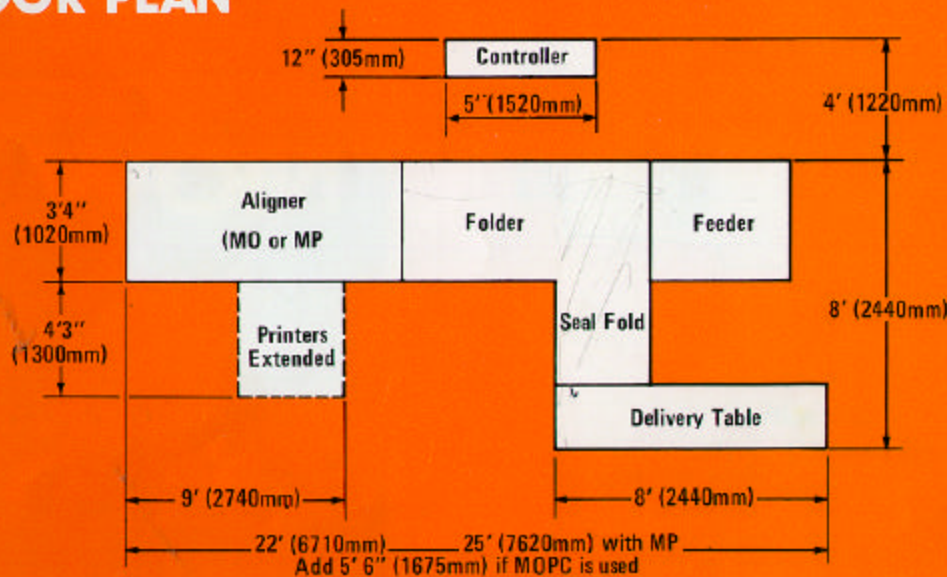 OOR PLAN
12" (305mm)
Controller
5'' (1520mm)
4' (1220mm)
3'4"
(1020mm)
Aligner
(MO or MP
Folder
Feeder
4'3"
(1300mm)
Printers
Extended
Seal Fold
8' (2440mm)
Delivery Table
9' (2740mm)
8' (2440mm)
22' (6710mm) 25' (7620mm) with MP
Add 5' 6" (1675mm) if MOPC is used